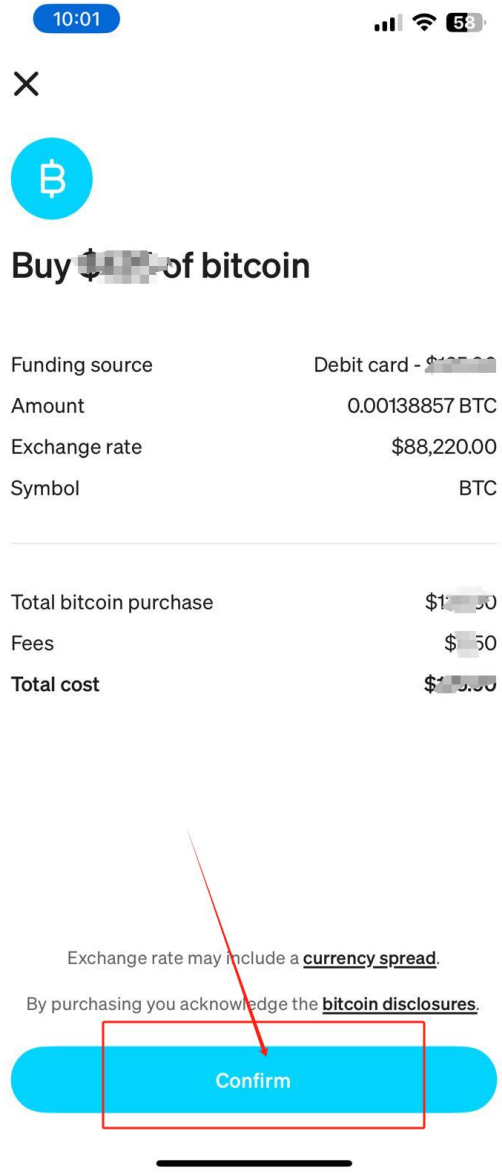 10:01
58
Buy of bitcoin
Funding source Debit card -
Amount 0.00138857 BTC
Exchange rate $88,220.00
Symbol BTC
Total bitcoin purchase
Fees
Total cost
Exchange rate may include a currency spread.
By purchasing you acknowledge the bitcoin disclosures.
Confirm